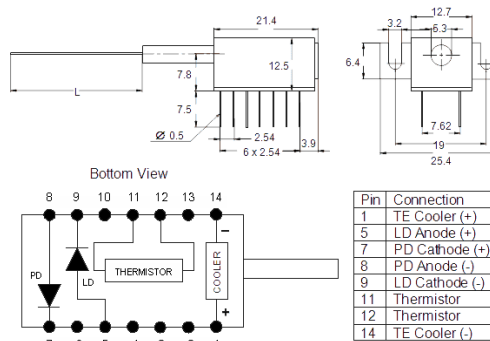 21.4
12.7
3.2
5.3
6.4
7.8
12.5
L
7.5
Ø 0.5
2.54
3.9
6 x 2.54
7.62
19
25.4
Bottom View
8 9 10 11 12 13 14
PD
LD
THERMISTOR
COOLER
−
+
Pin Connection
1 TE Cooler (+)
5 LD Anode (+)
7 PD Cathode (+)
8 PD Anode (-)
9 LD Cathode (-)
11 Thermistor
12 Thermistor
14 TE Cooler (-)